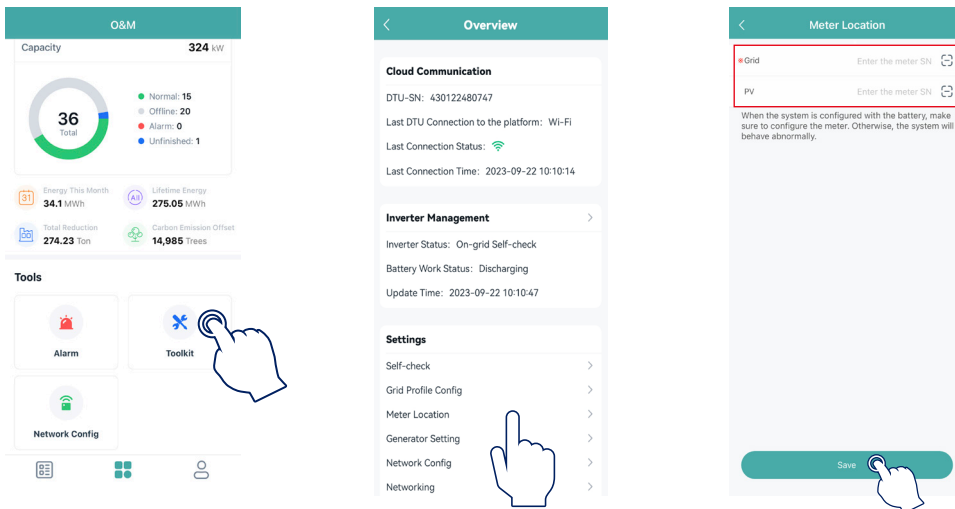 O&M
Capacity 324 kW
36
Total
Normal: 15
Offline: 20
Alarm: 0
Unfinished: 1
31
Energy This Month
34.1 MWh
All
Lifetime Energy
275.05 MWh
Total Reduction
274.23 Ton
Carbon Emission Offset
14,985 Trees
Tools
Alarm
Toolkit
Network Config
Overview
Cloud Communication
DTU-SN: 430122480747
Last DTU Connection to the platform: Wi-Fi
Last Connection Status:
Last Connection Time: 2023-09-22 10:10:14
Inverter Management
Inverter Status: On-grid Self-check
Battery Work Status: Discharging
Update Time: 2023-09-22 10:10:47
Settings
Self-check
Grid Profile Config
Meter Location
Generator Setting
Network Config
Networking
Meter Location
※Grid Enter the meter SN
PV Enter the meter SN
When the system is configured with the battery, make
sure to configure the meter. Otherwise, the system will
behave abnormally.
Save